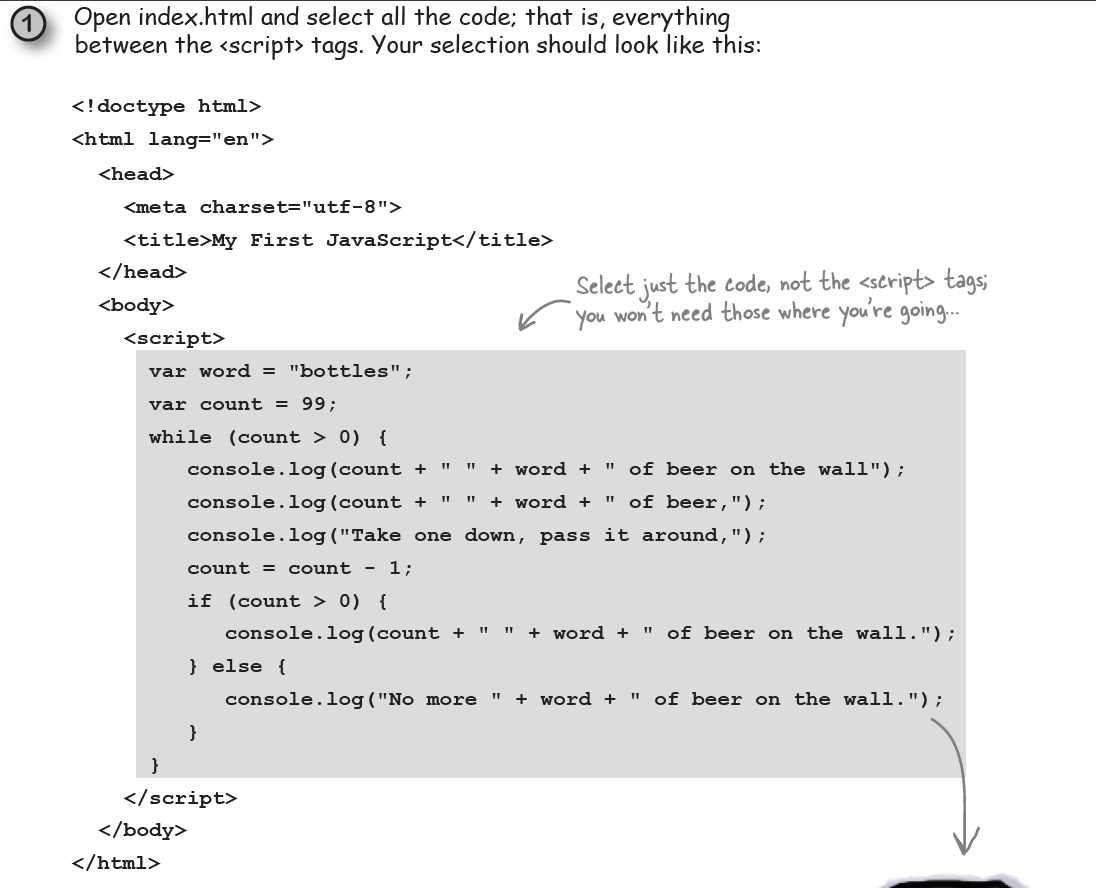 1 Open index.html and select all the code; that is, everything
between the <script> tags. Your selection should look like this:
<!doctype html>
<html lang="en">
<head>
<meta charset="utf-8">
<title>My First JavaScript</title>
</head>
<body>
Select just the code, not the <script> tags;
you won't need those where you're going...
<script>
var word = "bottles";
var count = 99;
while (count > 0) {
console.log(count + " " + word + " of beer on the wall");
console.log(count + " " + word + " of beer,");
console.log("Take one down, pass it around,");
count = count - 1;
if (count > 0) {
console.log(count + " " + word + " of beer on the wall.");
} else {
console.log("No more " + word + " of beer on the wall.");
}
}
</script>
</body>
</html>